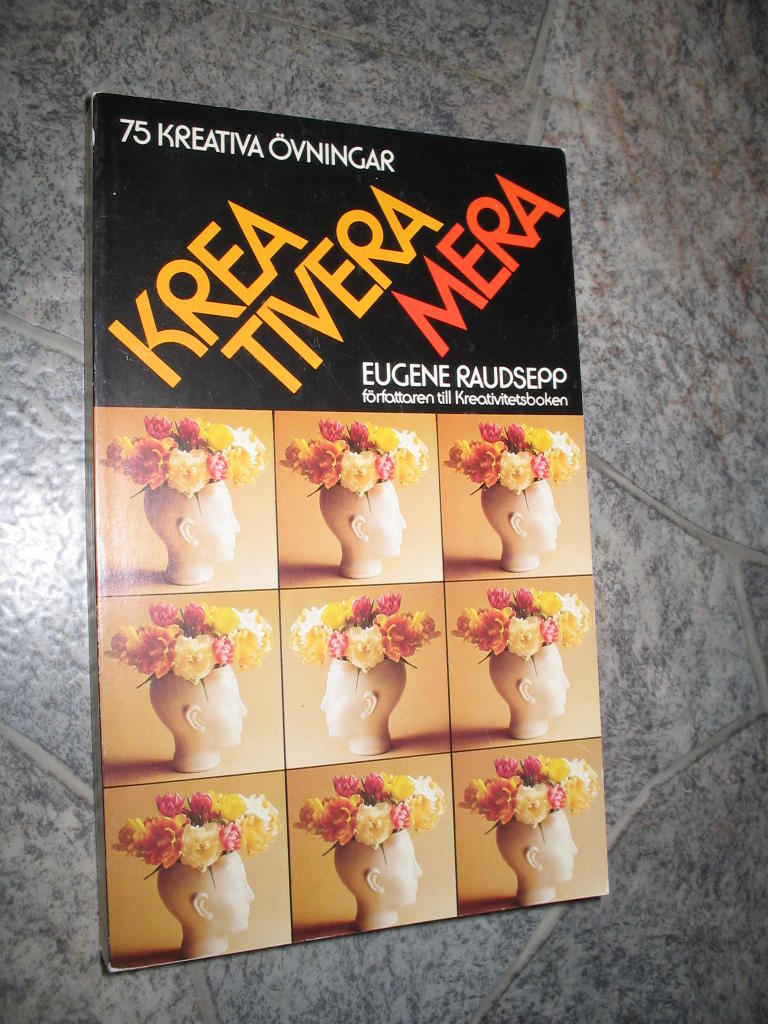 75 KREATIVA ÖVNINGAR
KREA
TIVERA
MERA
EUGENE RAUDSEPP
författaren till Kreativitetsboken